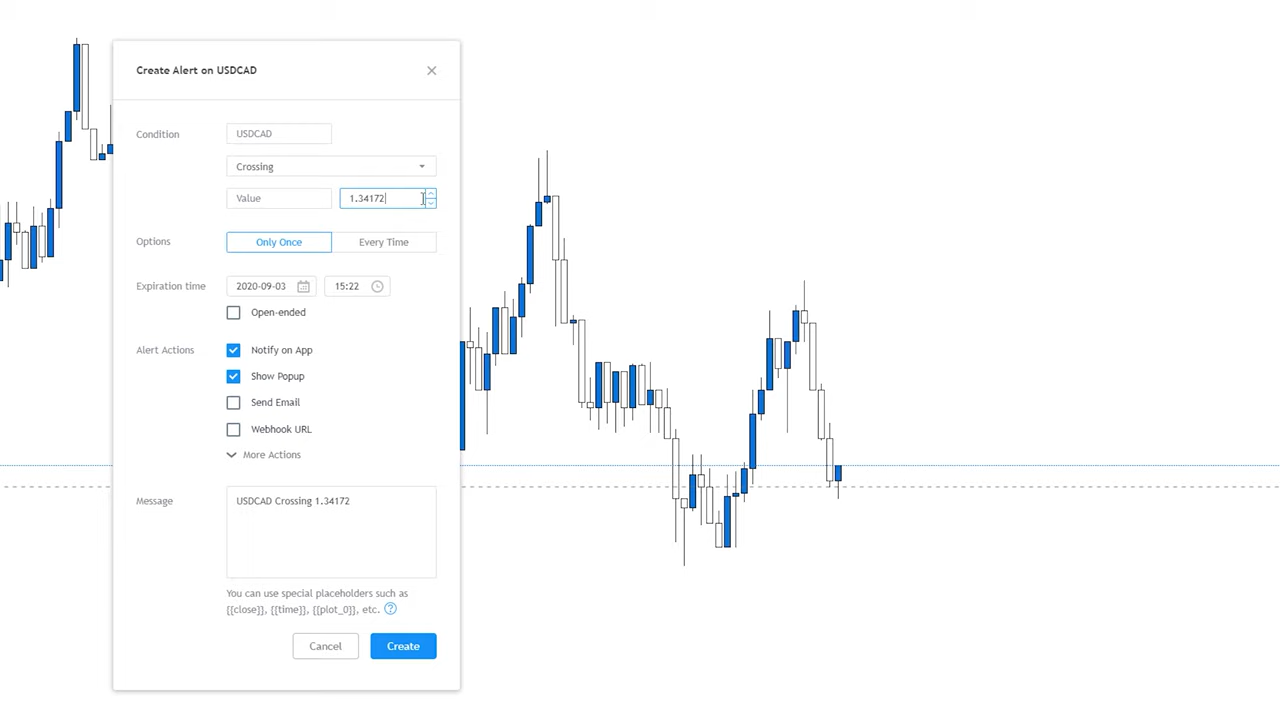 Create Alert on USDCAD
Condition
USDCAD
Crossing
Value
1.34172
Options
Only Once
Every Time
Expiration time
2020-09-03
15:22
Open-ended
Alert Actions
Notify on App
Show Popup
Send Email
Webhook URL
More Actions
Message
USDCAD Crossing 1.34172
You can use special placeholders such as
{{close}}, {{time}}, {{plot_0}}, etc. ?
Cancel
Create